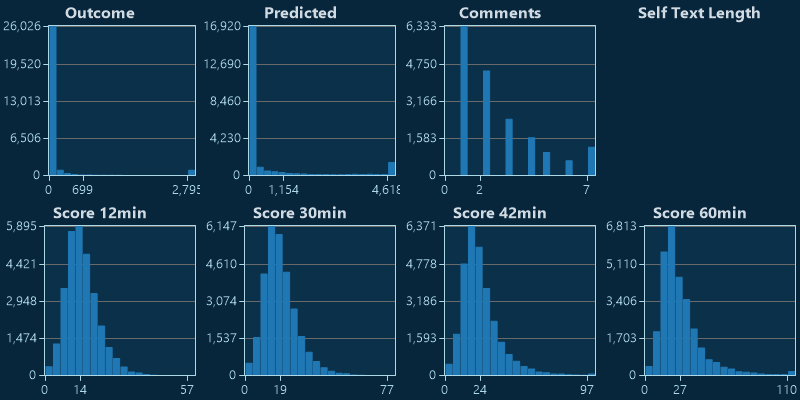 Outcome
26,026
19,520
13,013
6,506
0
0 699 2,795
Predicted
16,920
12,690
8,460
4,230
0
0 1,154 4,618
Comments
6,333
4,750
3,166
1,583
0
0 2 7
Self Text Length
Score 12min
5,895
4,421
2,948
1,474
0
0 14 57
Score 30min
6,147
4,610
3,074
1,537
0
0 19 77
Score 42min
6,371
4,778
3,186
1,593
0
0 24 97
Score 60min
6,813
5,110
3,406
1,703
0
0 27 110